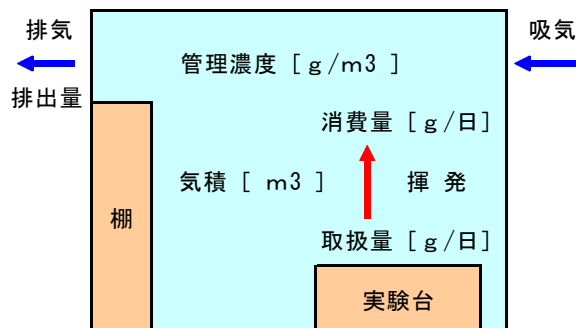 排気
吸気
管理濃度 [ g/m3 ]
排出量
消費量 [ g/日]
気積 [ m3 ]
揮 発
棚
取扱量 [ g/日]
実験台